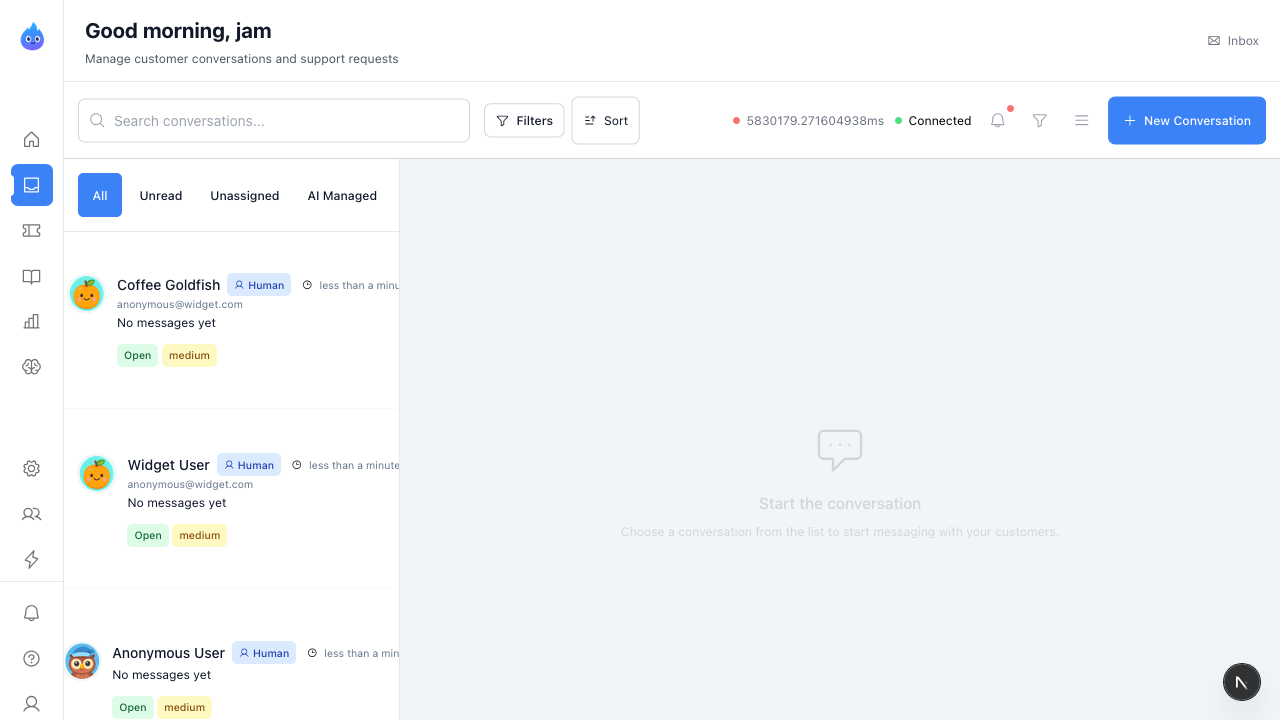 Good morning, jam
Manage customer conversations and support requests
Inbox
Search conversations...
Filters
Sort
5830179.271604938ms
Connected
New Conversation
All
Unread
Unassigned
AI Managed
Coffee Goldfish
Human
less than a minu
anonymous@widget.com
No messages yet
Open
medium
Widget User
Human
less than a minute
anonymous@widget.com
No messages yet
Open
medium
Anonymous User
Human
less than a min
No messages yet
Open
medium
Start the conversation
Choose a conversation from the list to start messaging with your customers.